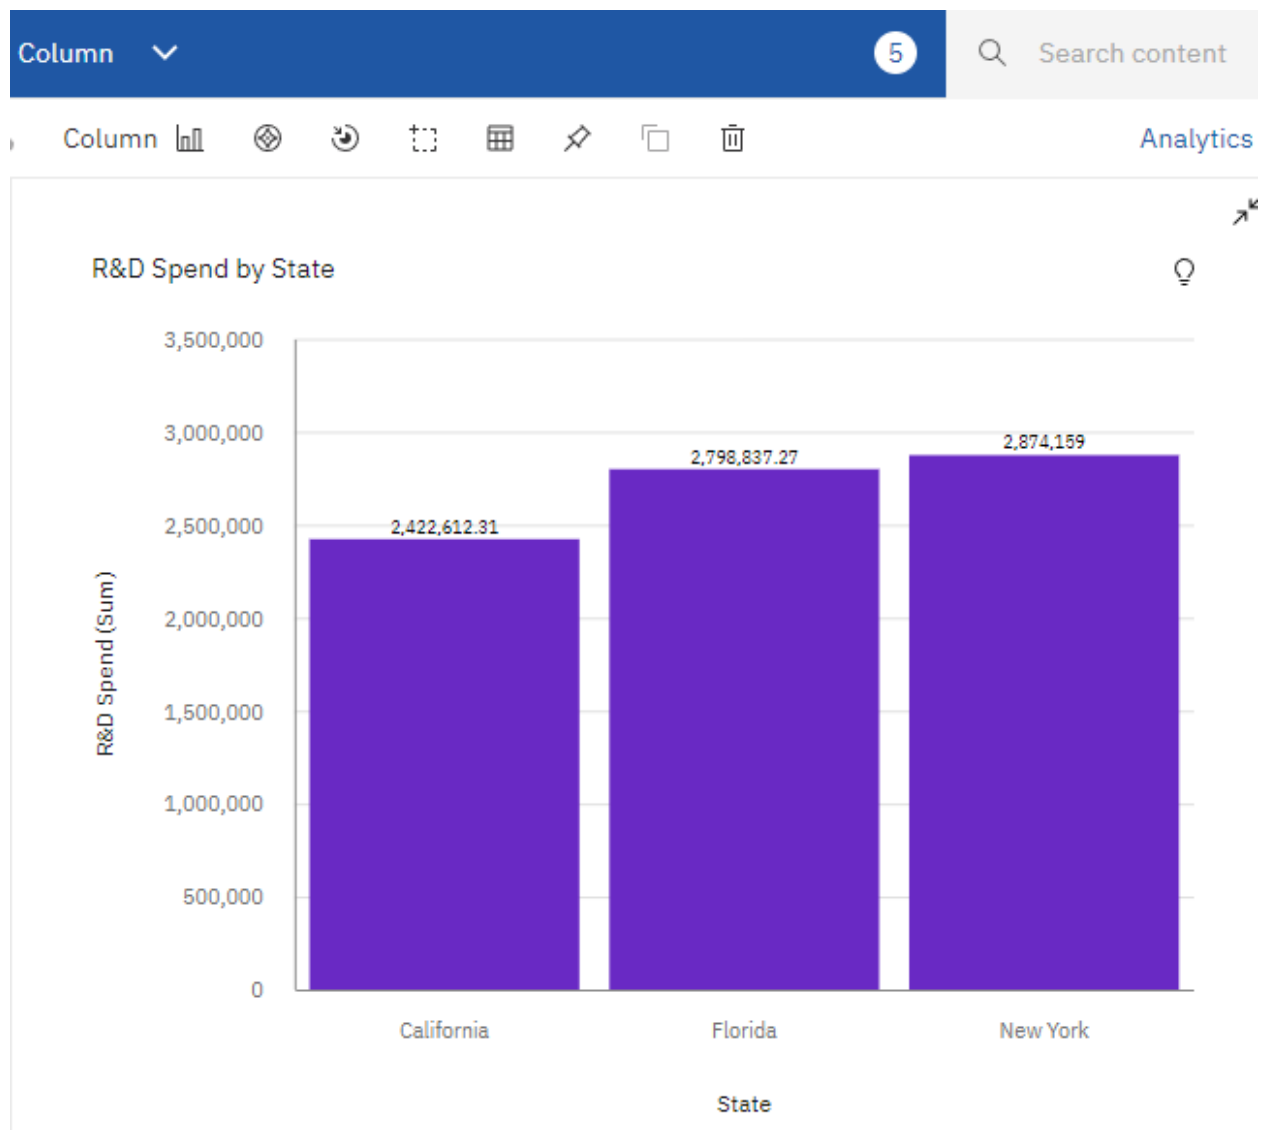 Column 5 Search content
Column Analytics
R&D Spend by State
3,500,000
3,000,000
2,500,000
2,000,000
1,500,000
1,000,000
500,000
0
R&D Spend (Sum)
2,422,612.31
2,798,837.27
2,874,159
California Florida New York
State